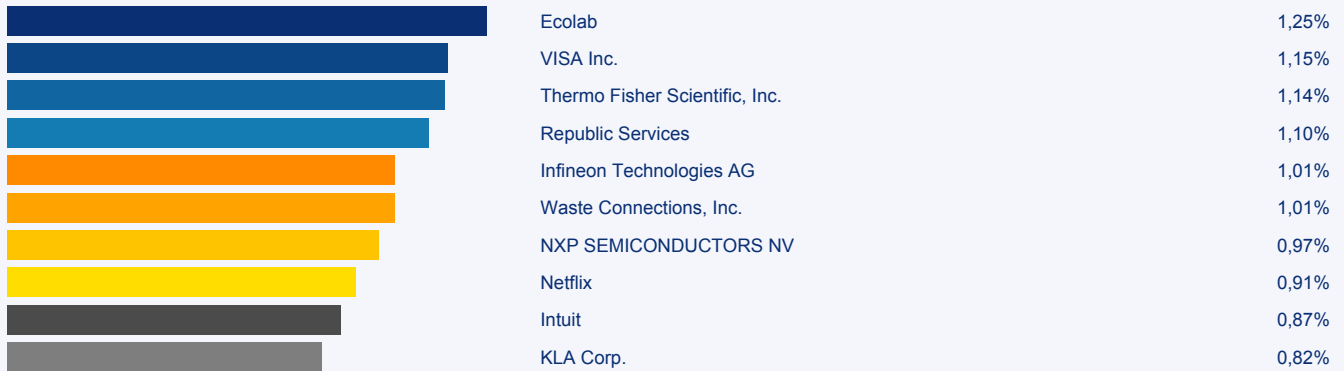 Ecolab 1,25%
VISA Inc. 1,15%
Thermo Fisher Scientific, Inc. 1,14%
Republic Services 1,10%
Infineon Technologies AG 1,01%
Waste Connections, Inc. 1,01%
NXP SEMICONDUCTORS NV 0,97%
Netflix 0,91%
Intuit 0,87%
KLA Corp. 0,82%